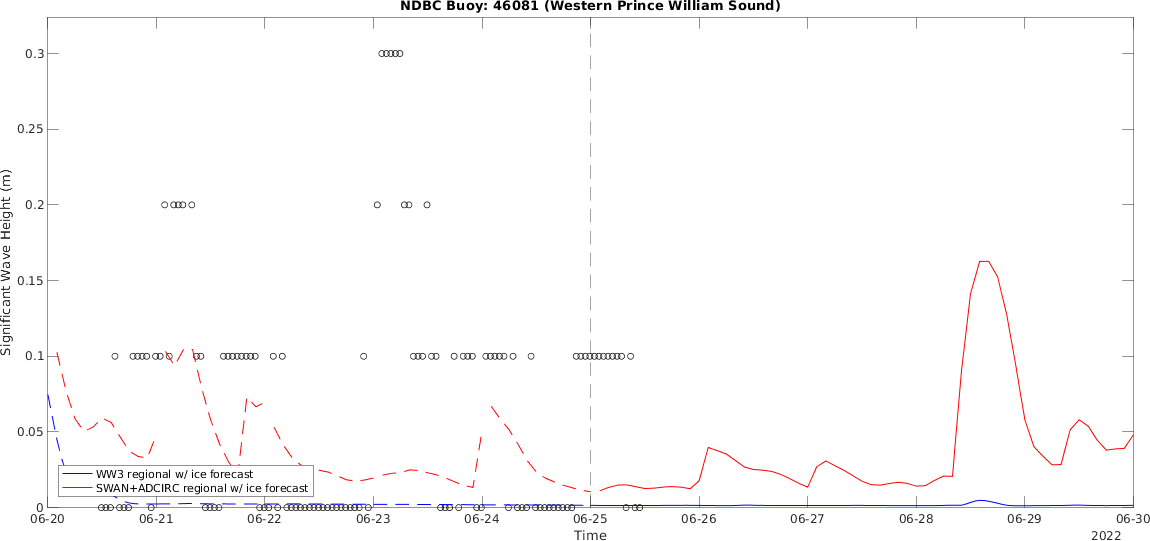 NDBC Buoy: 46081 (Western Prince William Sound)
0.3
0.25
0.2
0.15
0.1
0.05
0
Significant Wave Height (m)
WW3 regional w/ ice forecast
SWAN+ADCIRC regional w/ ice forecast
06-20 06-21 06-22 06-23 06-24 06-25 06-26 06-27 06-28 06-29 06-30
Time
2022